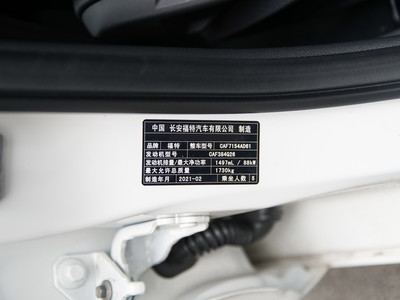 中国 长安福特汽车有限公司 制造
品牌 福特 整车型号 CAF7154AD61
发动机型号 CAF384Q26
发动机排量/最大净功率 1497mL / 88kW
最大允许总质量 1730kg
制造年月 2021-02 乘坐人数 5